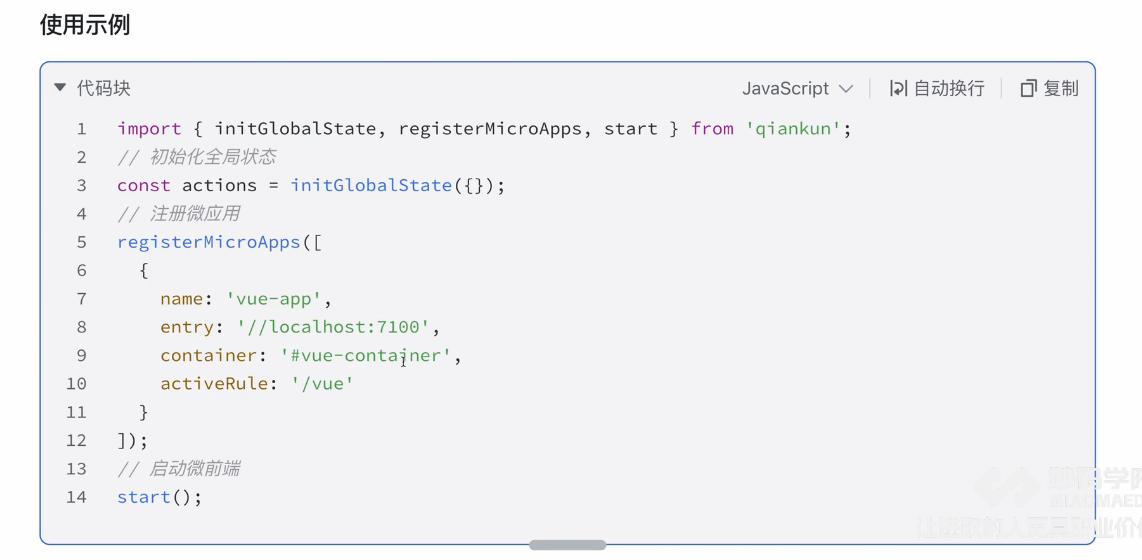 使用示例
代码块 JavaScript 自动换行 复制
1 import { initGlobalState, registerMicroApps, start } from 'qiankun';
2 // 初始化全局状态
3 const actions = initGlobalState({});
4 // 注册微应用
5 registerMicroApps([
6 {
7 name: 'vue-app',
8 entry: '//localhost:7100',
9 container: '#vue-container',
10 activeRule: '/vue'
11 }
12 ]);
13 // 启动微前端
14 start();